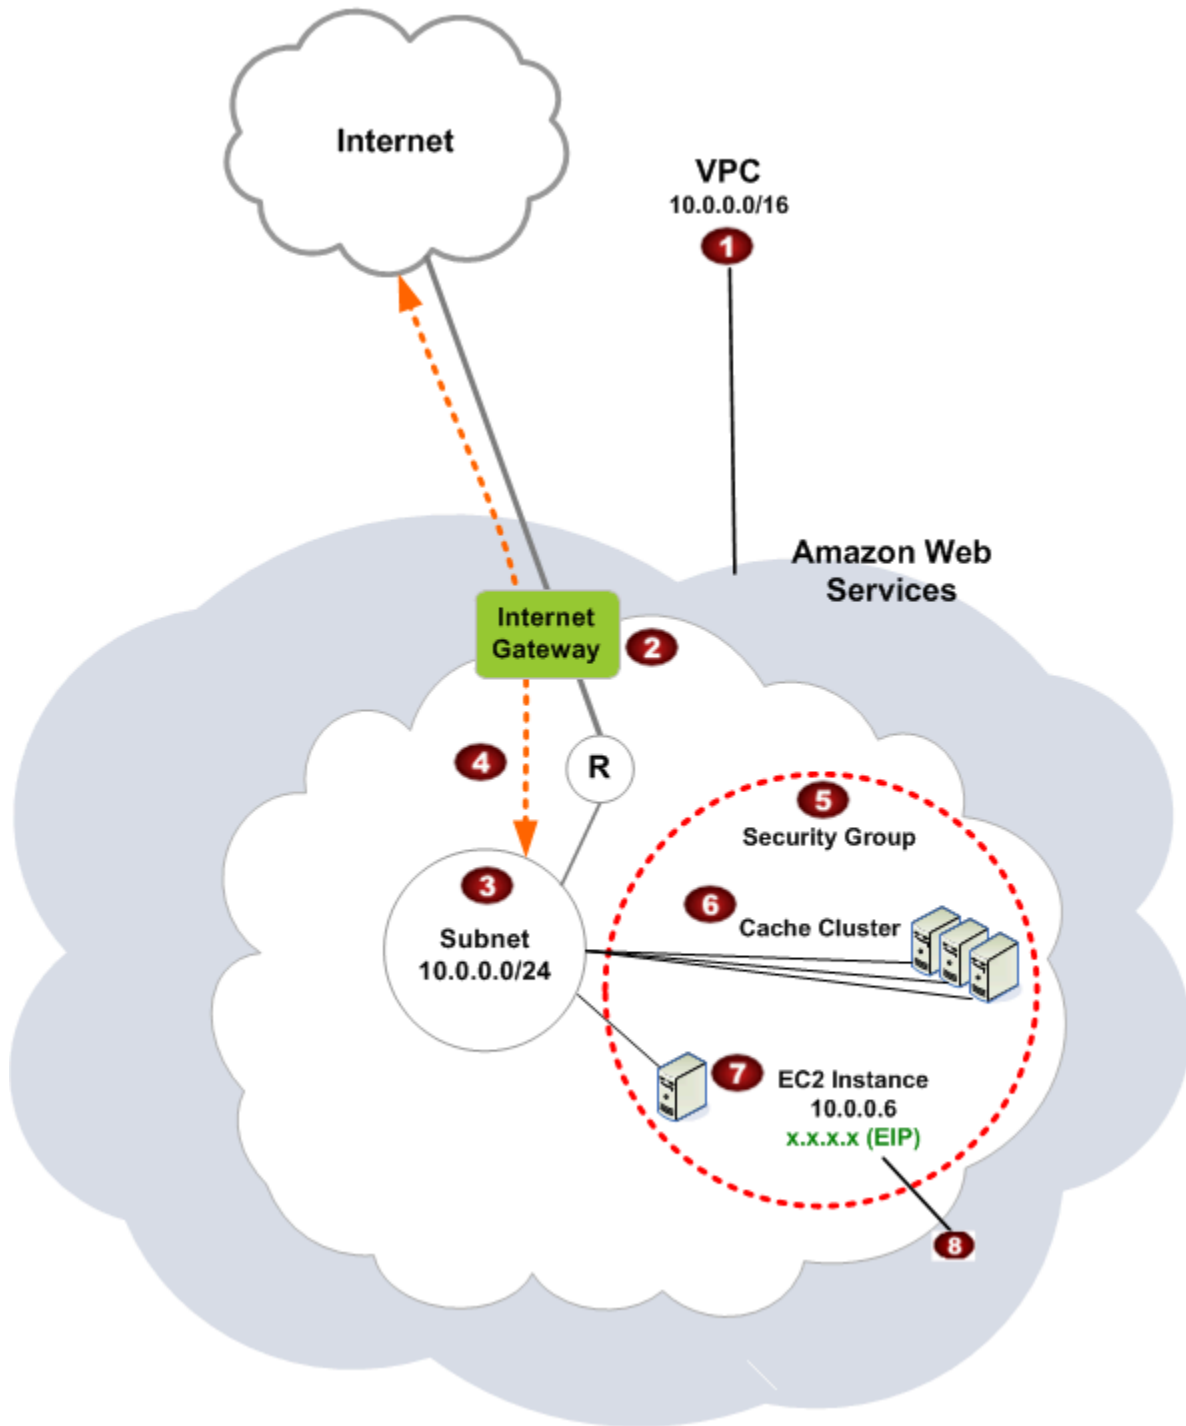 Internet
VPC
10.0.0.0/16
1
Amazon Web
Services
Internet
Gateway
2
4
R
5
Security Group
3
Subnet
10.0.0.0/24
6
Cache Cluster
7
EC2 Instance
10.0.0.6
x.x.x.x (EIP)
8